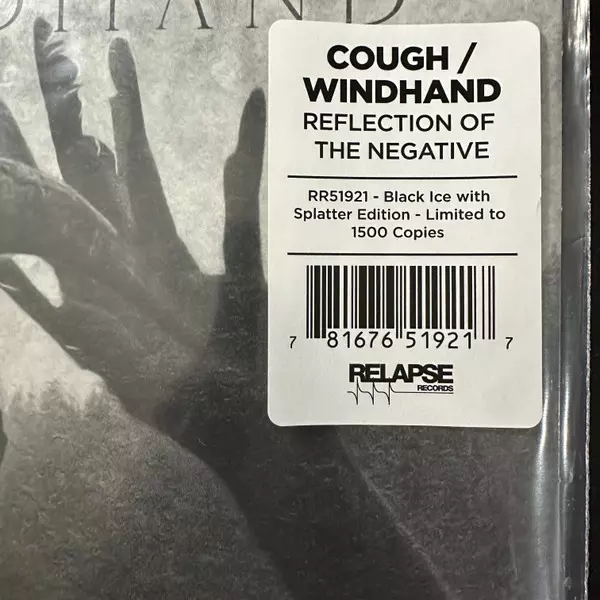 COUGH /
WINDHAND
REFLECTION OF
THE NEGATIVE
RR51921 - Black Ice with
Splatter Edition - Limited to
1500 Copies
7 81676 51921 7
RELAPSE
RECORDS